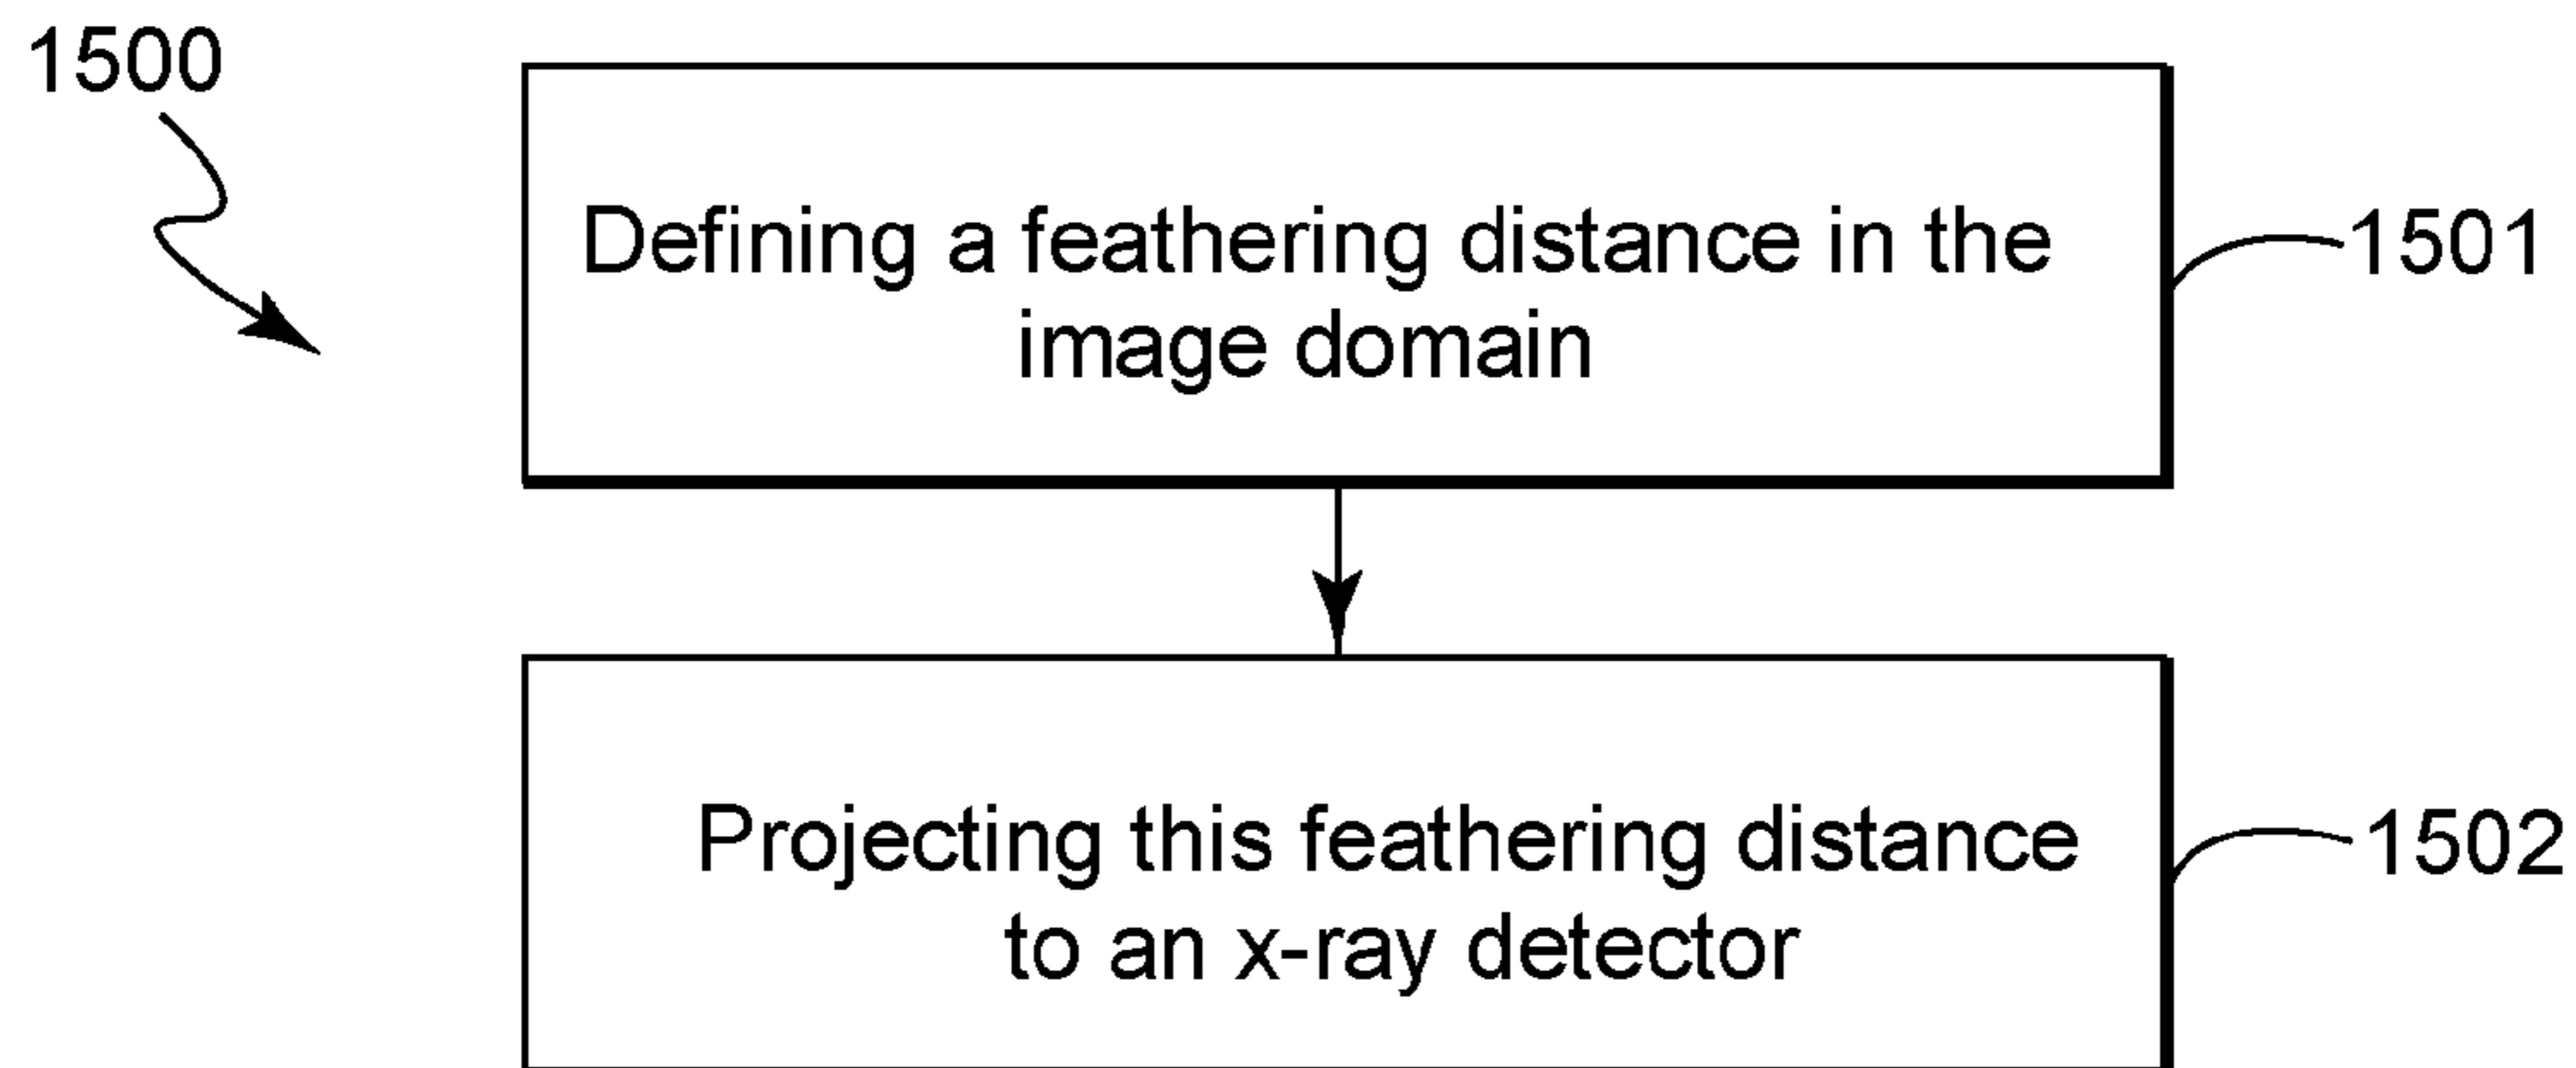 1500
Defining a feathering distance in the
image domain
1501
Projecting this feathering distance
to an x-ray detector
1502